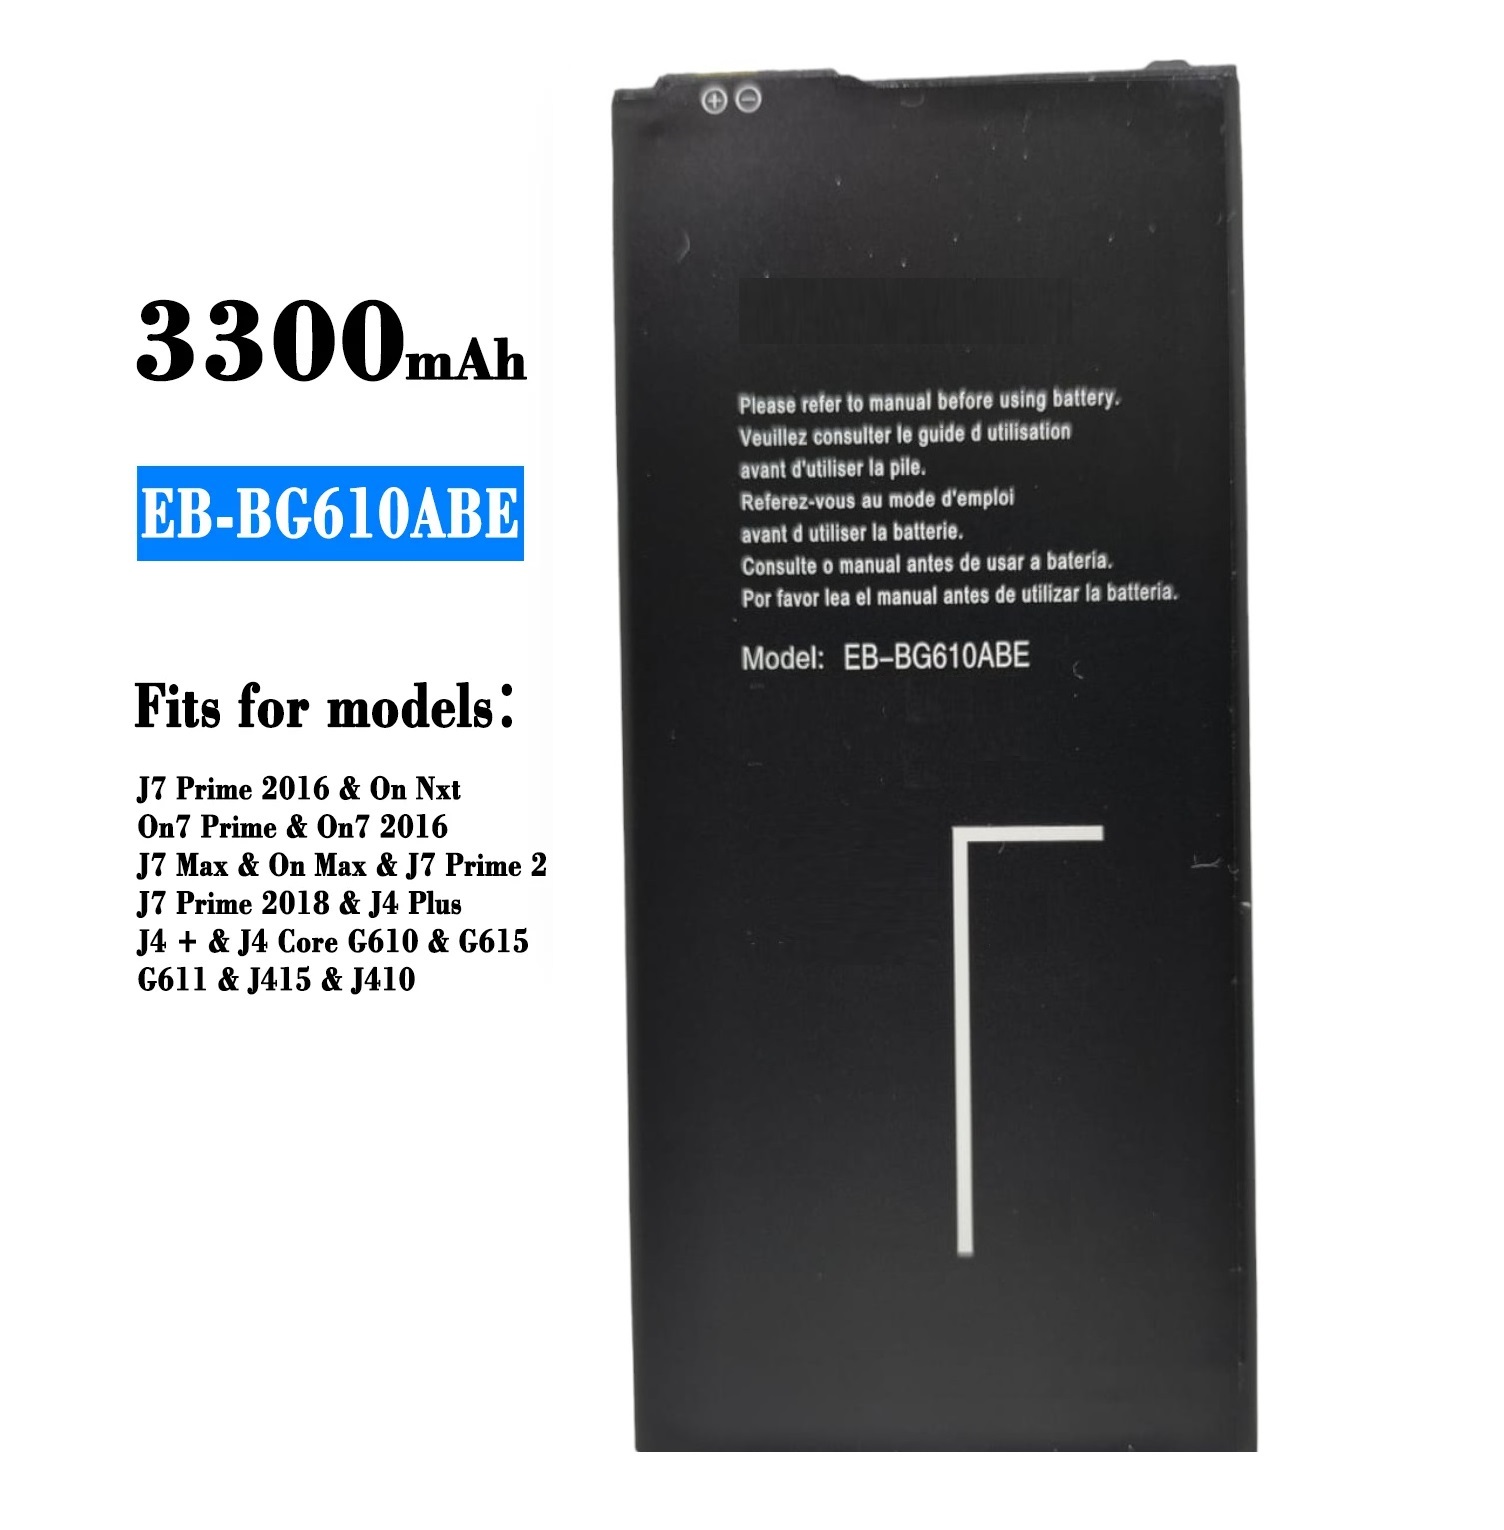 3300mAh
EB-BG610ABE
Fits for models:
J7 Prime 2016 & On Nxt
On7 Prime & On7 2016
J7 Max & On Max & J7 Prime 2
J7 Prime 2018 & J4 Plus
J4 + & J4 Core G610 & G615
G611 & J415 & J410
+ -
Please refer to manual before using battery.
Veuillez consulter le guide d utilisation
avant d'utiliser la pile.
Referez-vous au mode d'emploi
avant d utiliser la batterie.
Consulte o manual antes de usar a bateria.
Por favor lea el manual antes de utilizar la batteria.
Model: EB-BG610ABE